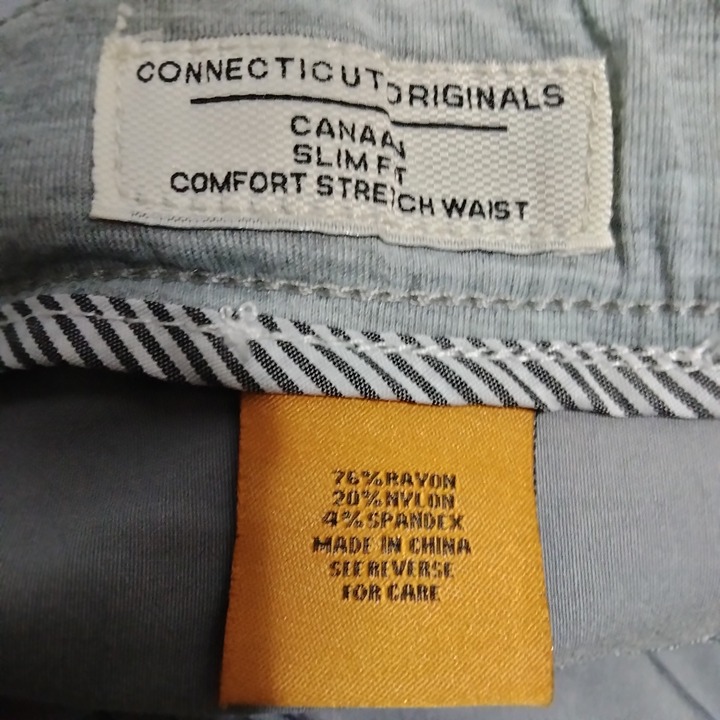 CONNECTICUT ORIGINALS
CANAAN
SLIM FIT
COMFORT STRETCH WAIST
76% RAYON
20% NYLON
4% SPANDEX
MADE IN CHINA
SEE REVERSE
FOR CARE